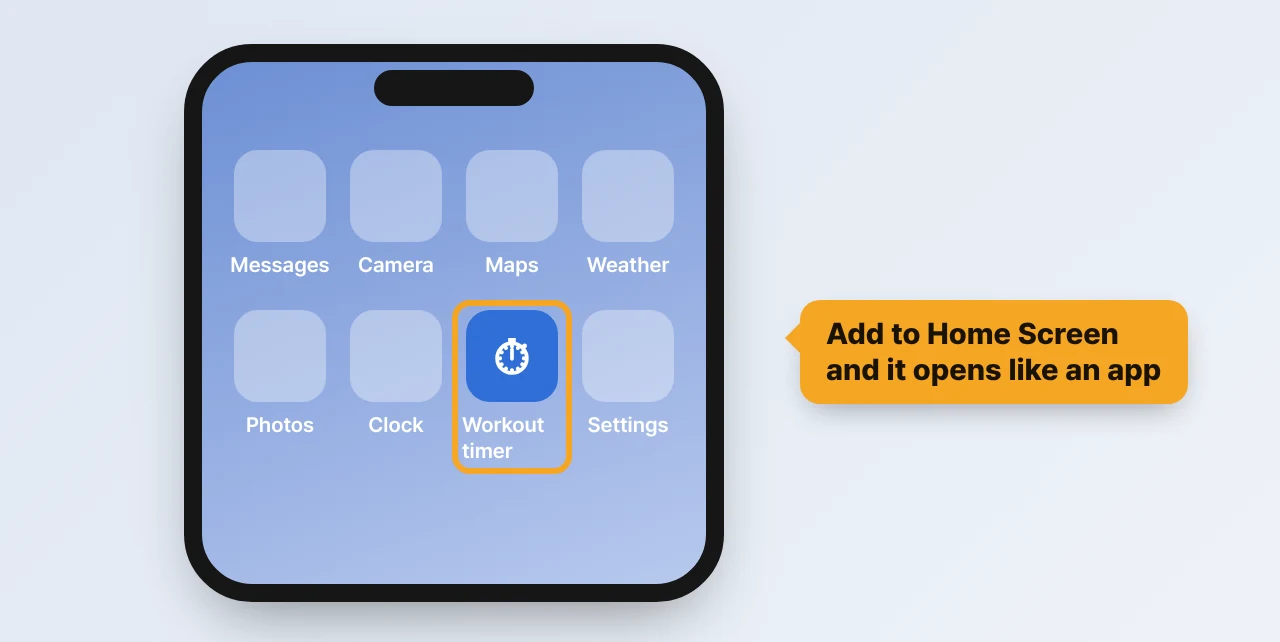 Messages
Camera
Maps
Weather
Photos
Clock
Workout
timer
Settings
Add to Home Screen
and it opens like an app